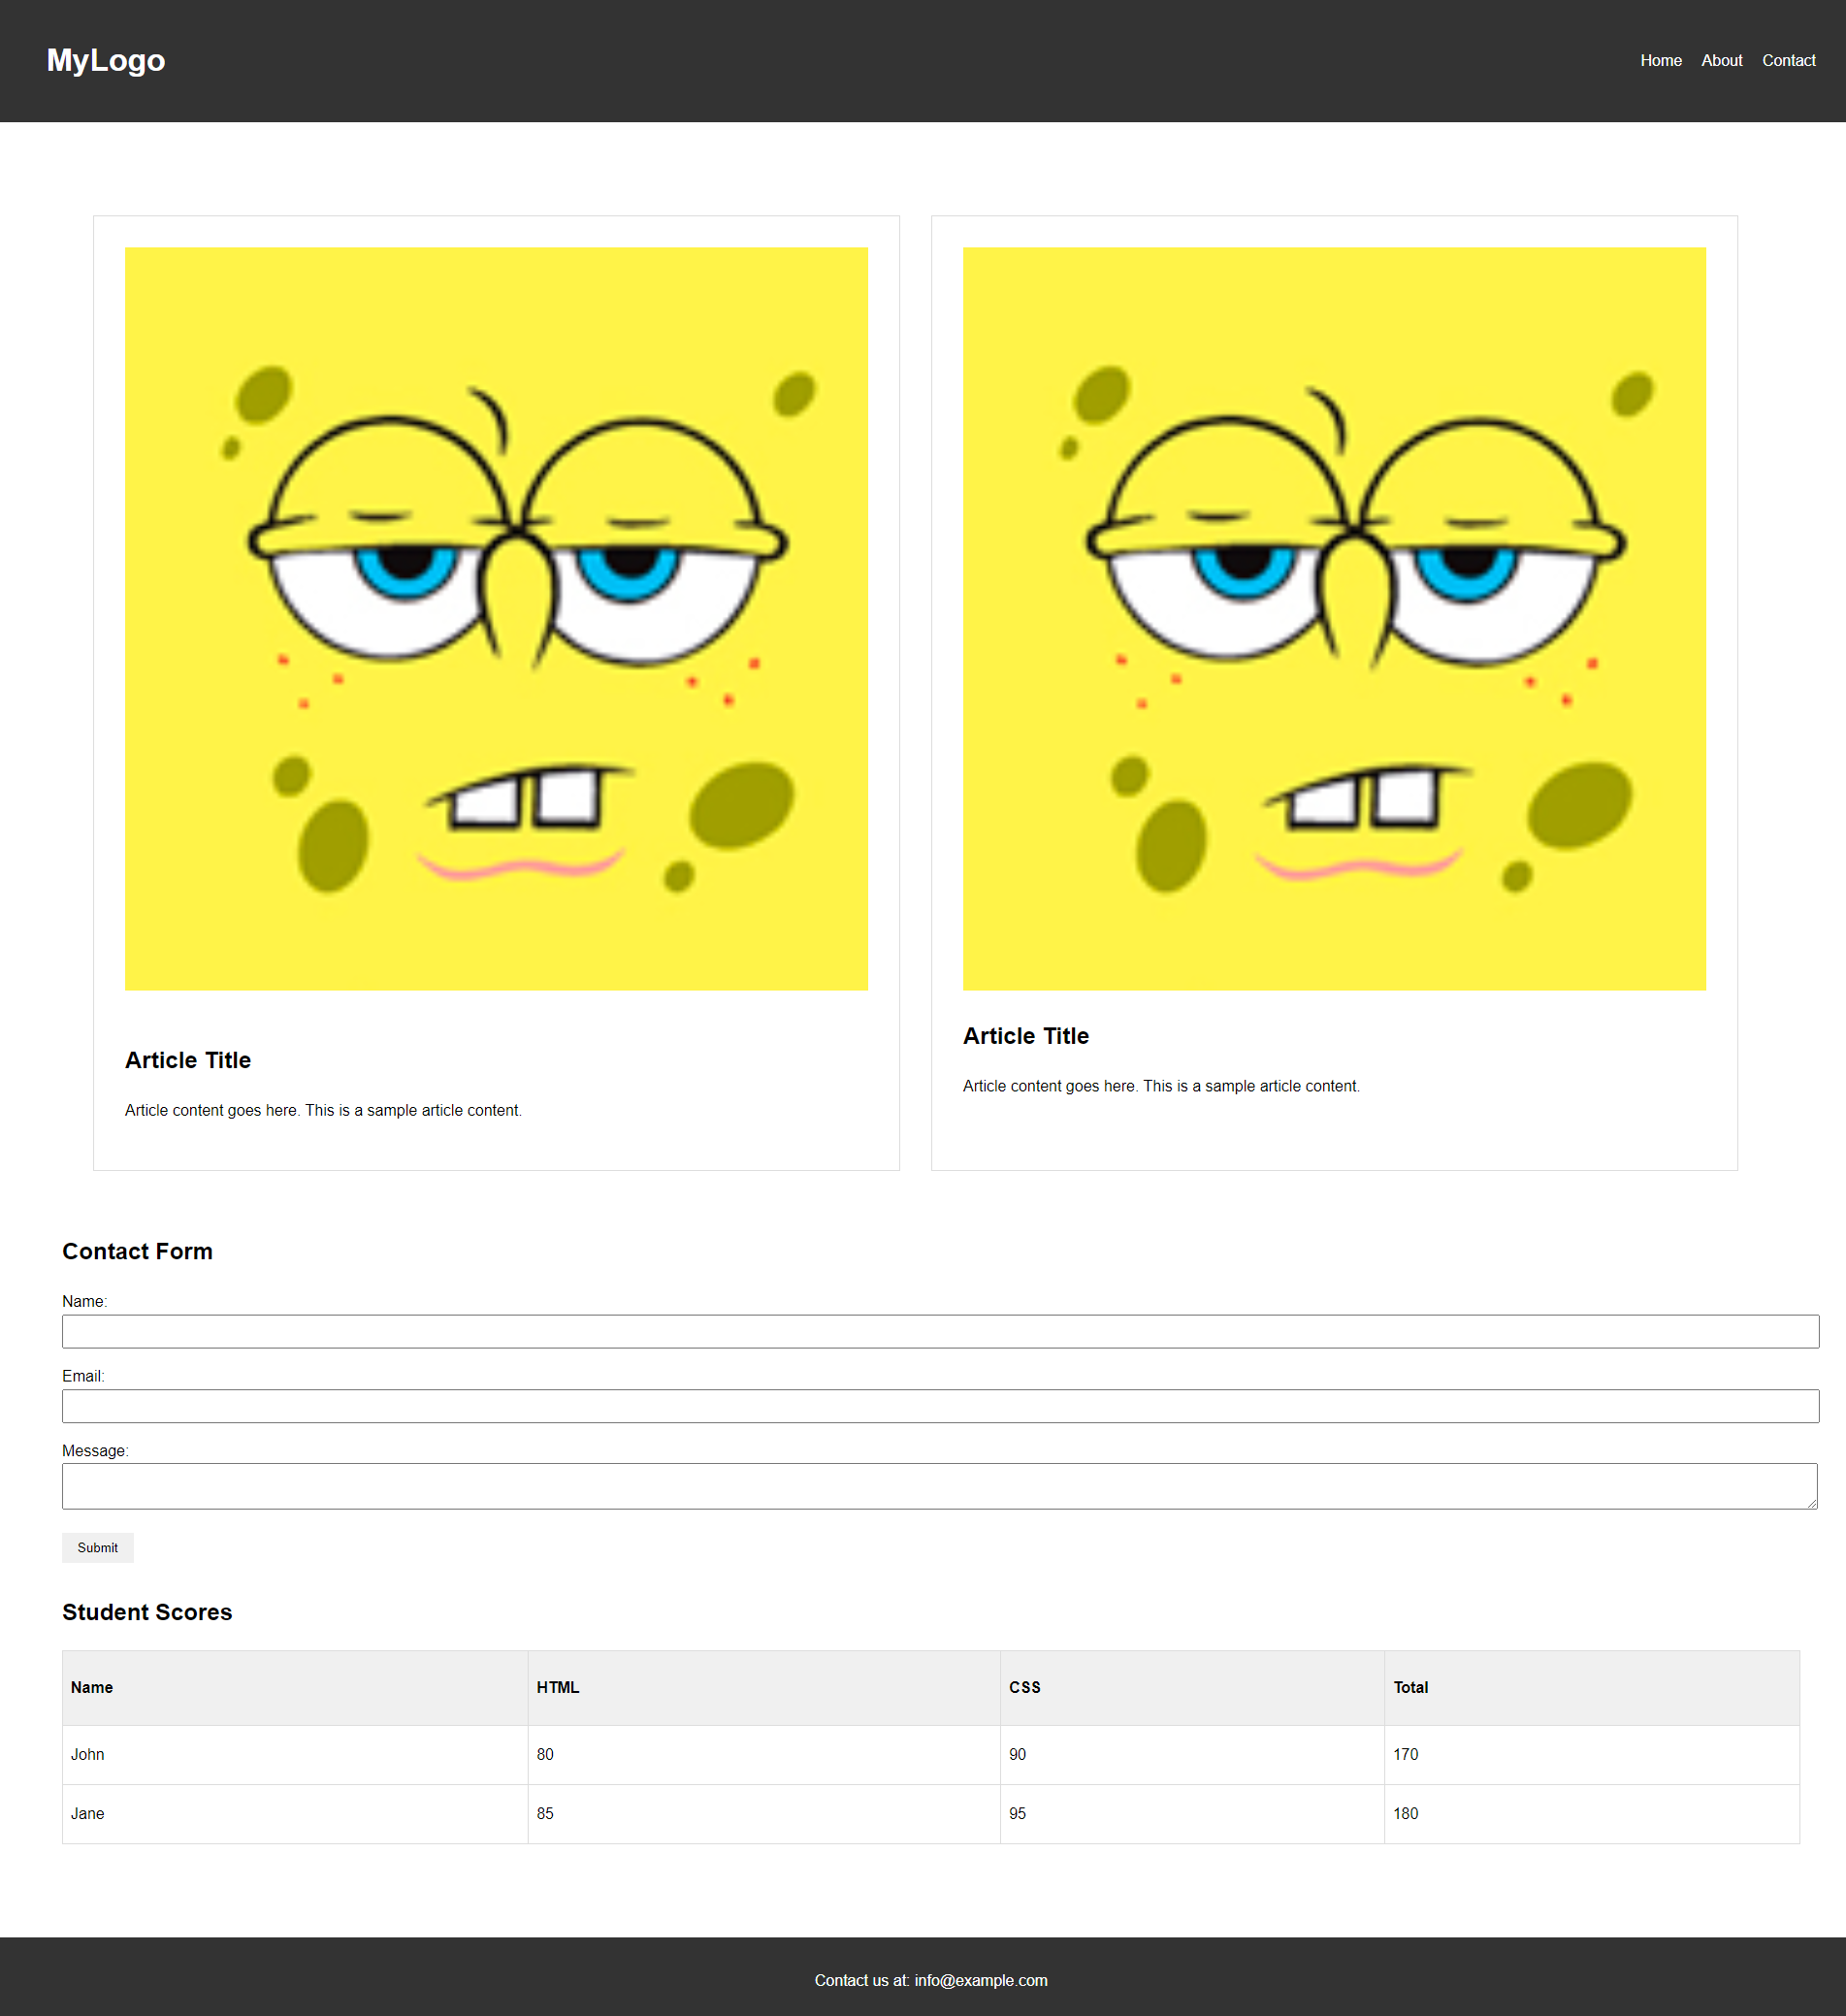 MyLogo
Home About Contact
Article Title
Article content goes here. This is a sample article content.
Article Title
Article content goes here. This is a sample article content.
Contact Form
Name:
Email:
Message:
Submit
Student Scores
Name HTML CSS Total
John 80 90 170
Jane 85 95 180
Contact us at: info@example.com